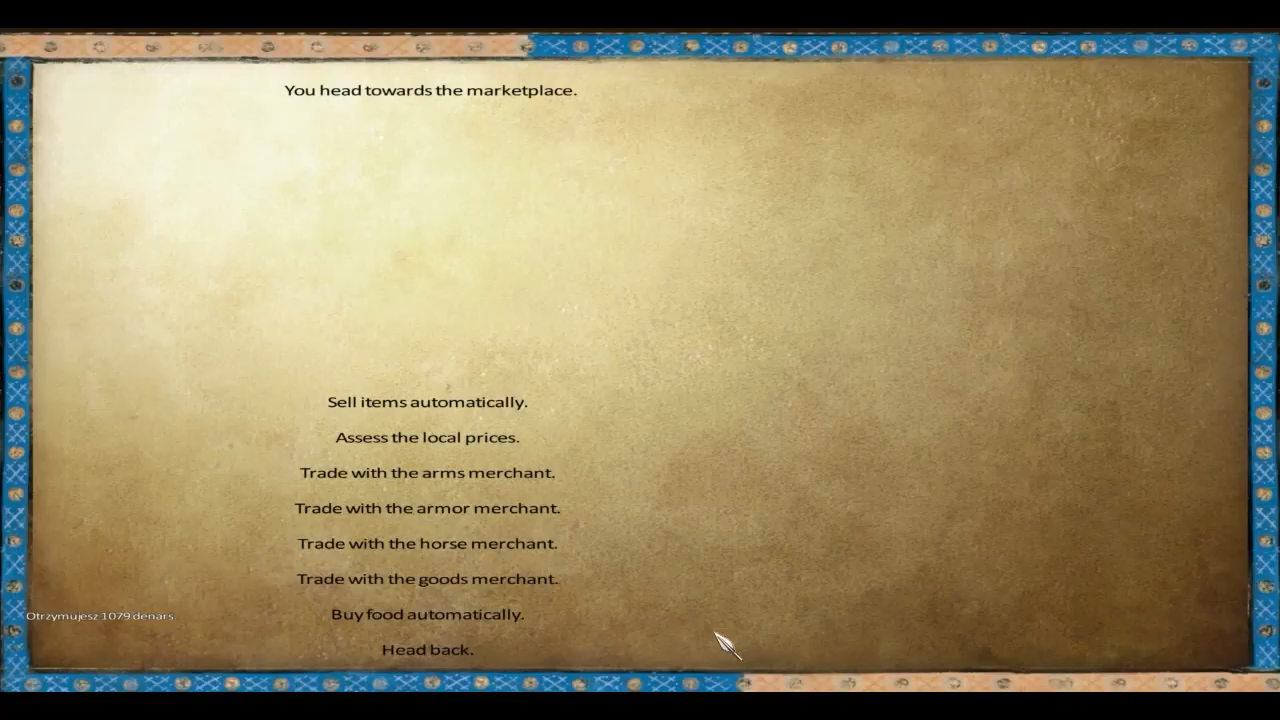 You head towards the marketplace.
Sell items automatically.
Assess the local prices.
Trade with the arms merchant.
Trade with the armor merchant.
Trade with the horse merchant.
Trade with the goods merchant.
Buy food automatically.
Otrzymujesz 1079 denars.
Head back.